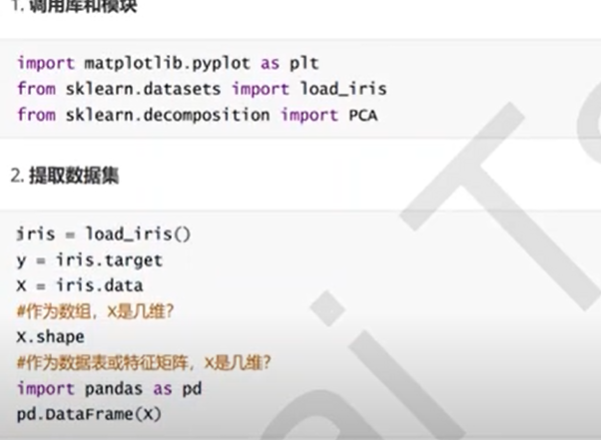 1. 调用库和模块
import matplotlib.pyplot as plt
from sklearn.datasets import load_iris
from sklearn.decomposition import PCA
2. 提取数据集
iris = load_iris()
y = iris.target
X = iris.data
#作为数组，X是几维？
X.shape
#作为数据表或特征矩阵，X是几维？
import pandas as pd
pd.DataFrame(X)